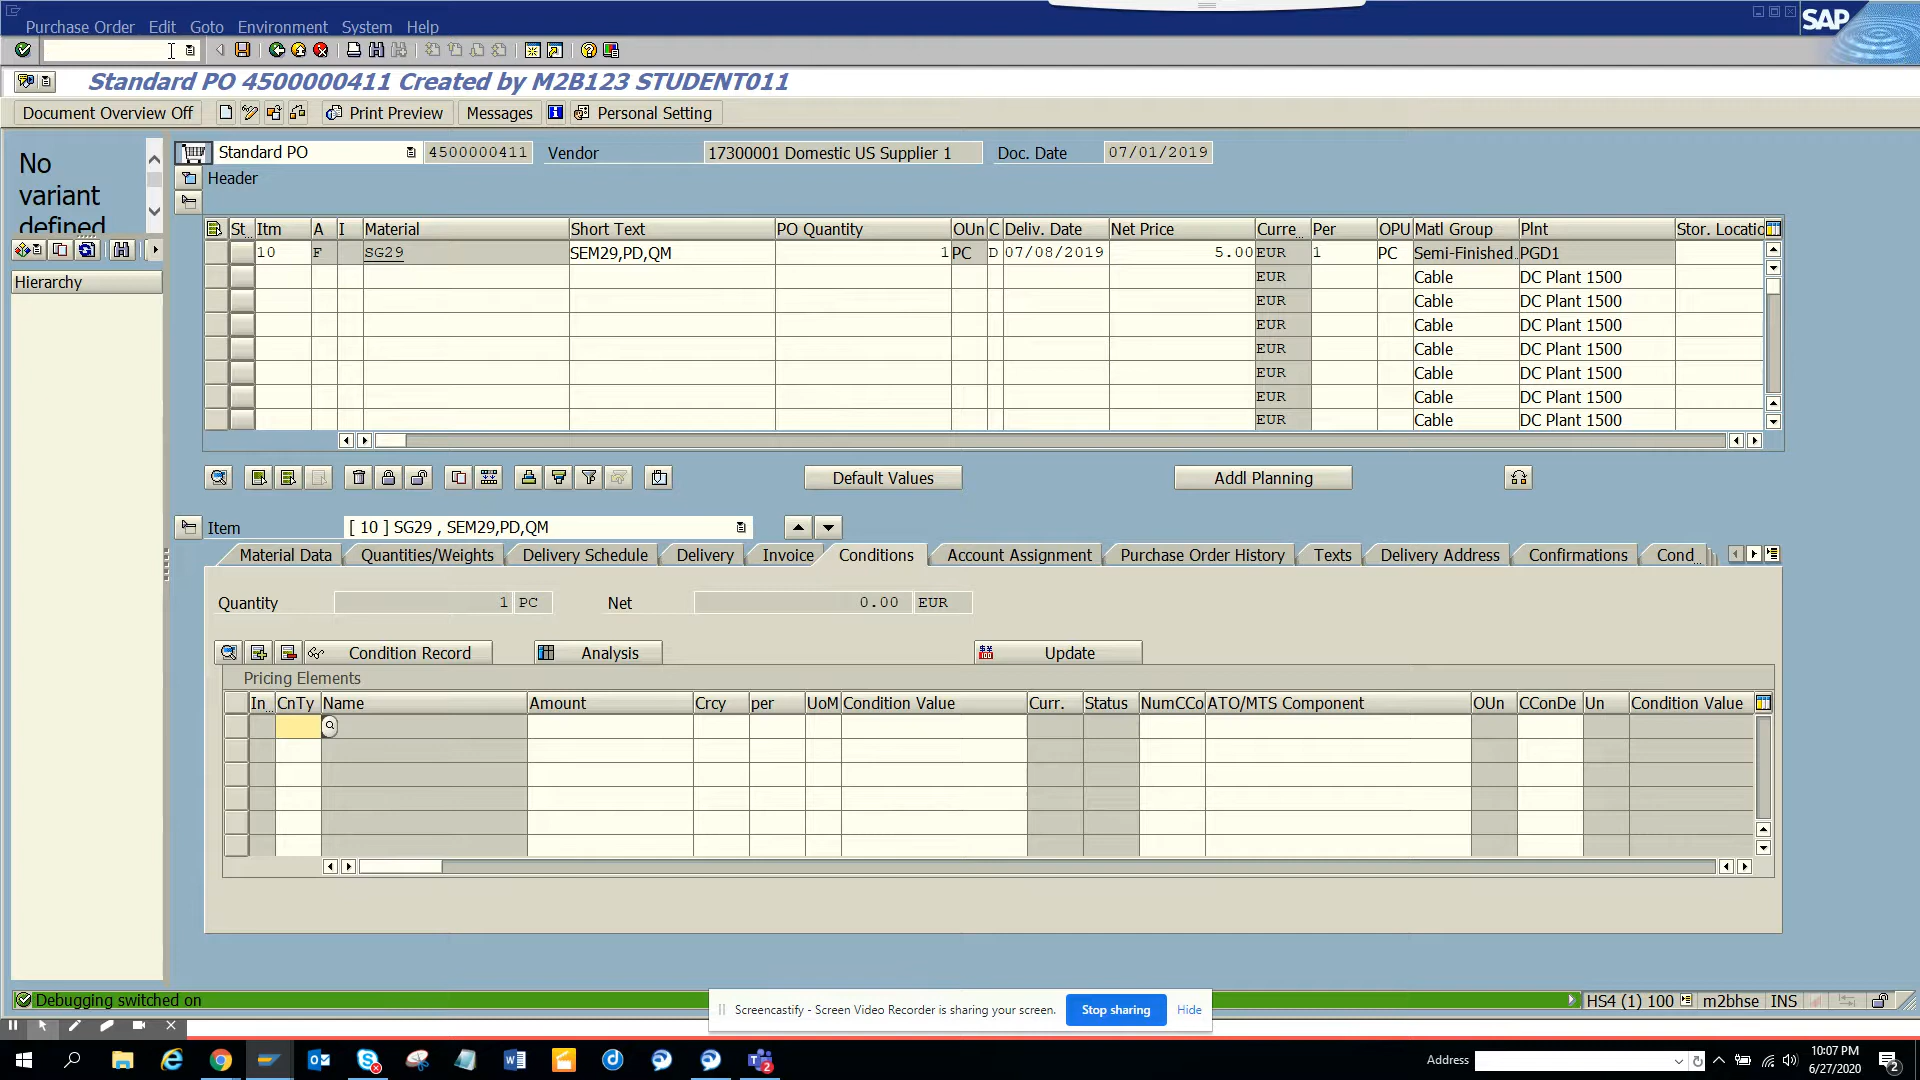 Purchase Order Edit Goto Environment System Help
SAP
Standard PO 4500000411 Created by M2B123 STUDENT011
Document Overview Off Print Preview Messages Personal Setting
No variant defined
Standard PO 4500000411 Vendor 17300001 Domestic US Supplier 1 Doc. Date 07/01/2019
Header
St... Itm A I Material Short Text PO Quantity OUn C Deliv. Date Net Price Curre... Per OPU Matl Group Plnt Stor. Locatio
10 F SG29 SEM29,PD,QM 1 PC D 07/08/2019 5.00 EUR 1 PC Semi-Finished... PGD1
EUR Cable DC Plant 1500
EUR Cable DC Plant 1500
EUR Cable DC Plant 1500
EUR Cable DC Plant 1500
EUR Cable DC Plant 1500
EUR Cable DC Plant 1500
EUR Cable DC Plant 1500
Hierarchy
Default Values Addl Planning
Item [ 10 ] SG29 , SEM29,PD,QM
Material Data Quantities/Weights Delivery Schedule Delivery Invoice Conditions Account Assignment Purchase Order History Texts Delivery Address Confirmations Cond...
Quantity 1 PC Net 0.00 EUR
Condition Record Analysis Update
Pricing Elements
In... CnTy Name Amount Crcy per UoM Condition Value Curr. Status NumCCo ATO/MTS Component OUn CConDe Un Condition Value
Debugging switched on
Screencastify - Screen Video Recorder is sharing your screen. Stop sharing Hide
HS4 (1) 100 m2bhse INS
Address
10:07 PM
6/27/2020
2
2